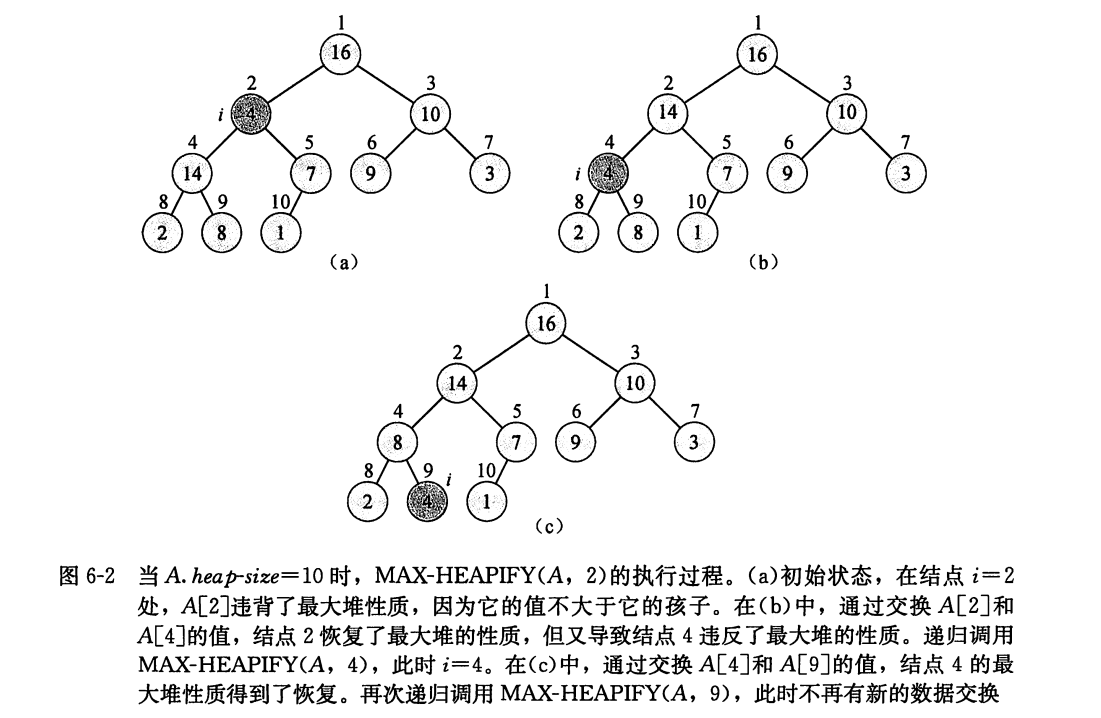 1 1
16 16
2 3 2 3
i 4 10 14 10
4 5 6 7 4 5 6 7
14 7 9 3 i 4 7 9 3
8 9 10 8 9 10
2 8 1 2 8 1
(a) (b)
1
16
2 3
14 10
4 5 6 7
8 7 9 3
8 9 i 10
2 4 1
(c)
图 6-2 当 A.heap-size=10 时，MAX-HEAPIFY(A，2)的执行过程。(a)初始状态，在结点 i=2
处，A[2]违背了最大堆性质，因为它的值不大于它的孩子。在(b)中，通过交换 A[2]和
A[4]的值，结点 2 恢复了最大堆的性质，但又导致结点 4 违反了最大堆的性质。递归调用
MAX-HEAPIFY(A，4)，此时 i=4。在(c)中，通过交换 A[4]和 A[9]的值，结点 4 的最
大堆性质得到了恢复。再次递归调用 MAX-HEAPIFY(A，9)，此时不再有新的数据交换